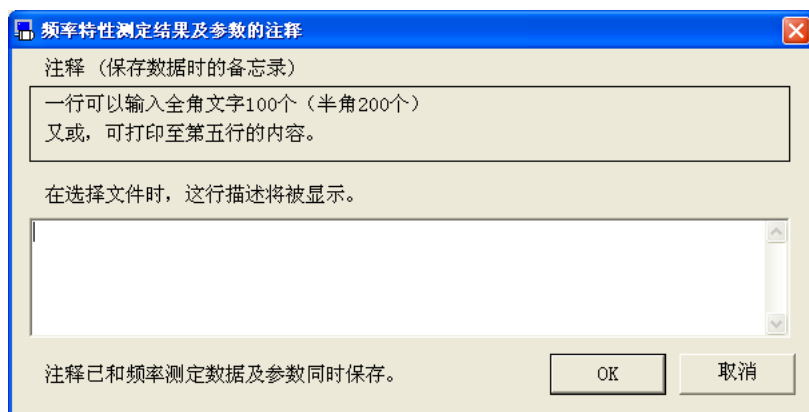 频率特性测定结果及参数的注释
注释 (保存数据时的备忘录)
一行可以输入全角文字100个 (半角200个)
又或，可打印至第五行的内容。
在选择文件时，这行描述将被显示。
注释已和频率测定数据及参数同时保存。
OK
取消